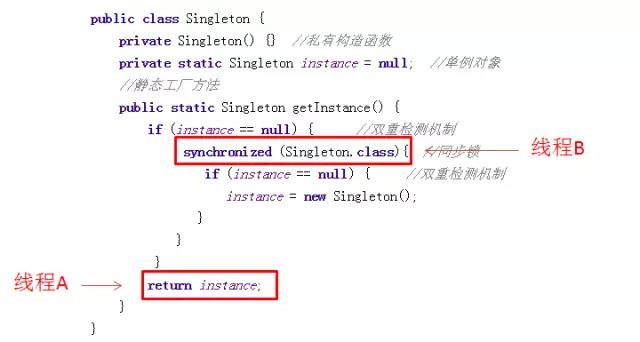 public class Singleton {
private Singleton() {} //私有构造函数
private static Singleton instance = null; //单例对象
//静态工厂方法
public static Singleton getInstance() {
if (instance == null) { //双重检测机制
synchronized (Singleton.class){ //同步锁 线程B
if (instance == null) { //双重检测机制
instance = new Singleton();
}
}
}
线程A return instance;
}
}